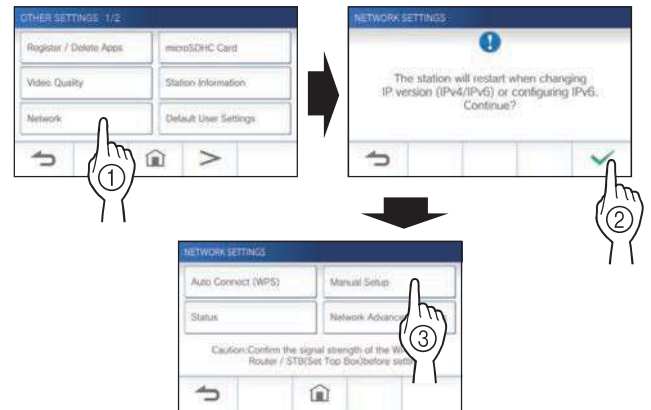 OTHER SETTINGS 1/2
Register / Delete Apps
microSDHC Card
Video Quality
Station Information
Network
Default User Settings
1
NETWORK SETTINGS
The station will restart when changing
IP version (IPv4/IPv6) or configuring IPv6.
Continue?
2
NETWORK SETTINGS
Auto Connect (WPS)
Manual Setup
Status
Network Advance
3
Caution:Confirm the signal strength of the
Router / STB(Set Top Box)before